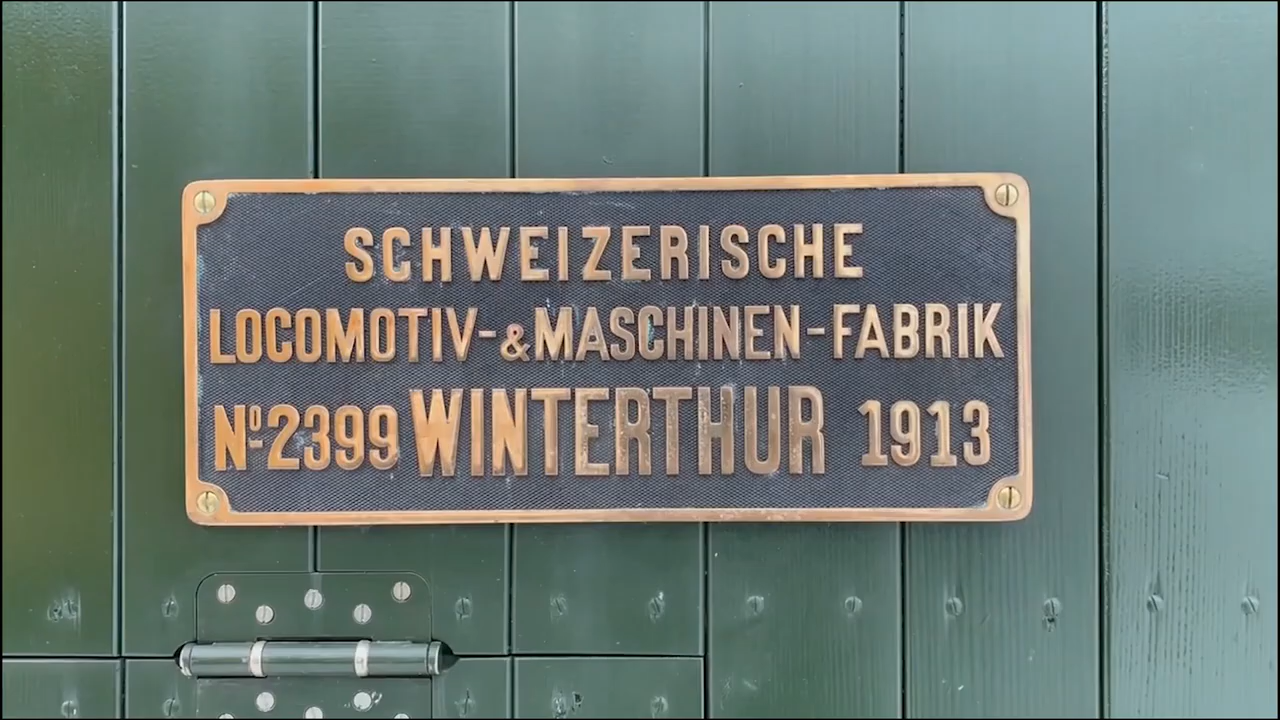 SCHWEIZERISCHE
LOCOMOTIV-&MASCHINEN-FABRIK
Nº 2399 WINTERTHUR 1913